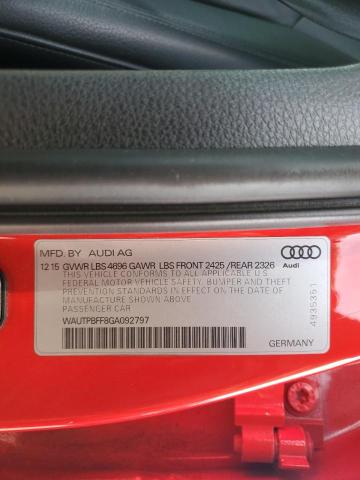 MFD. BY AUDI AG
12 15 GVWR LBS 4696 GAWR LBS FRONT 2425 /REAR 2326
THIS VEHICLE CONFORMS TO ALL APPLICABLE U.S.
FEDERAL MOTOR VEHICLE SAFETY, BUMPER AND THEFT
PREVENTION STANDARDS IN EFFECT ON THE DATE OF
MANUFACTURE SHOWN ABOVE.
PASSENGER CAR
WAUTPBFF8GA092797
Audi
4935351
GERMANY